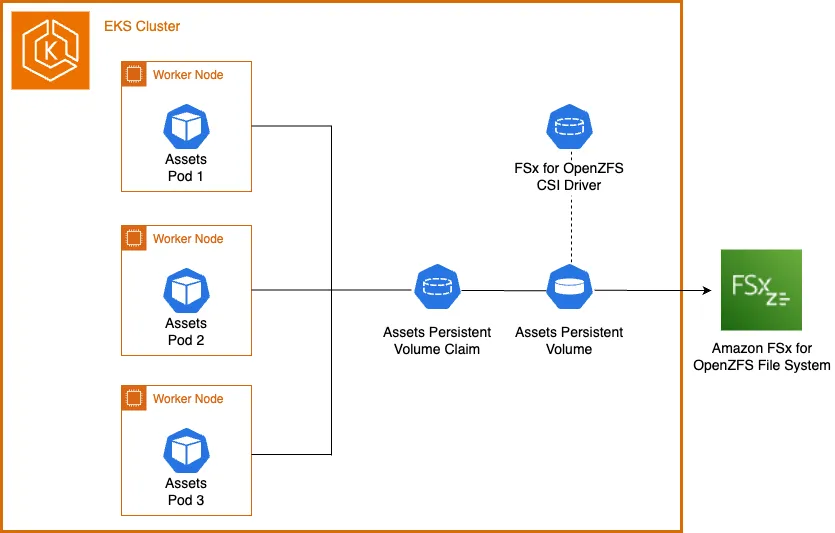 EKS Cluster
K
Worker Node
Assets
Pod 1
Worker Node
Assets
Pod 2
Worker Node
Assets
Pod 3
FSx for OpenZFS
CSI Driver
Assets Persistent
Volume Claim
Assets Persistent
Volume
FSx
Z
Amazon FSx for
OpenZFS File System